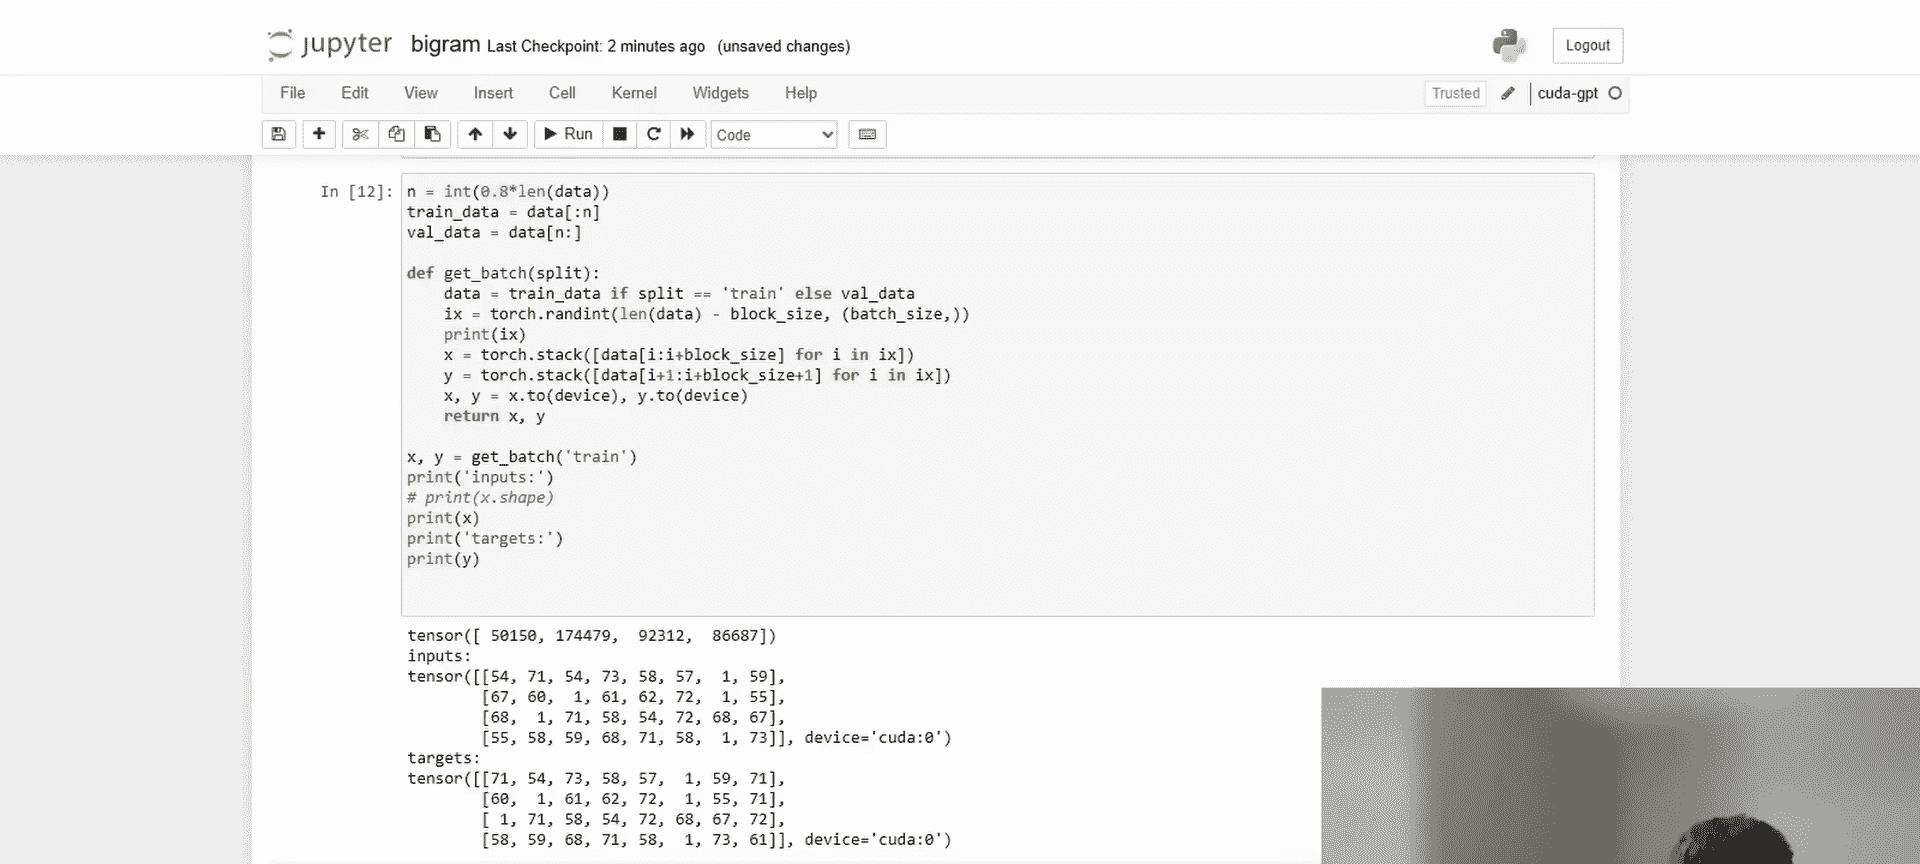 jupyter bigram Last Checkpoint: 2 minutes ago (unsaved changes) Logout
File Edit View Insert Cell Kernel Widgets Help Trusted cuda-gpt
Run Code
In [12]: n = int(0.8*len(data))
train_data = data[:n]
val_data = data[n:]
def get_batch(split):
    data = train_data if split == 'train' else val_data
    ix = torch.randint(len(data) - block_size, (batch_size,))
    print(ix)
    x = torch.stack([data[i:i+block_size] for i in ix])
    y = torch.stack([data[i+1:i+block_size+1] for i in ix])
    x, y = x.to(device), y.to(device)
    return x, y
x, y = get_batch('train')
print('inputs:')
# print(x.shape)
print(x)
print('targets:')
print(y)
tensor([ 50150, 174479,  92312,  86687])
inputs:
tensor([[54, 71, 54, 73, 58, 57,  1, 59],
        [67, 60,  1, 61, 62, 72,  1, 55],
        [68,  1, 71, 58, 54, 72, 68, 67],
        [55, 58, 59, 68, 71, 58,  1, 73]], device='cuda:0')
targets:
tensor([[71, 54, 73, 58, 57,  1, 59, 71],
        [60,  1, 61, 62, 72,  1, 55, 71],
        [ 1, 71, 58, 54, 72, 68, 67, 72],
        [58, 59, 68, 71, 58,  1, 73, 61]], device='cuda:0')